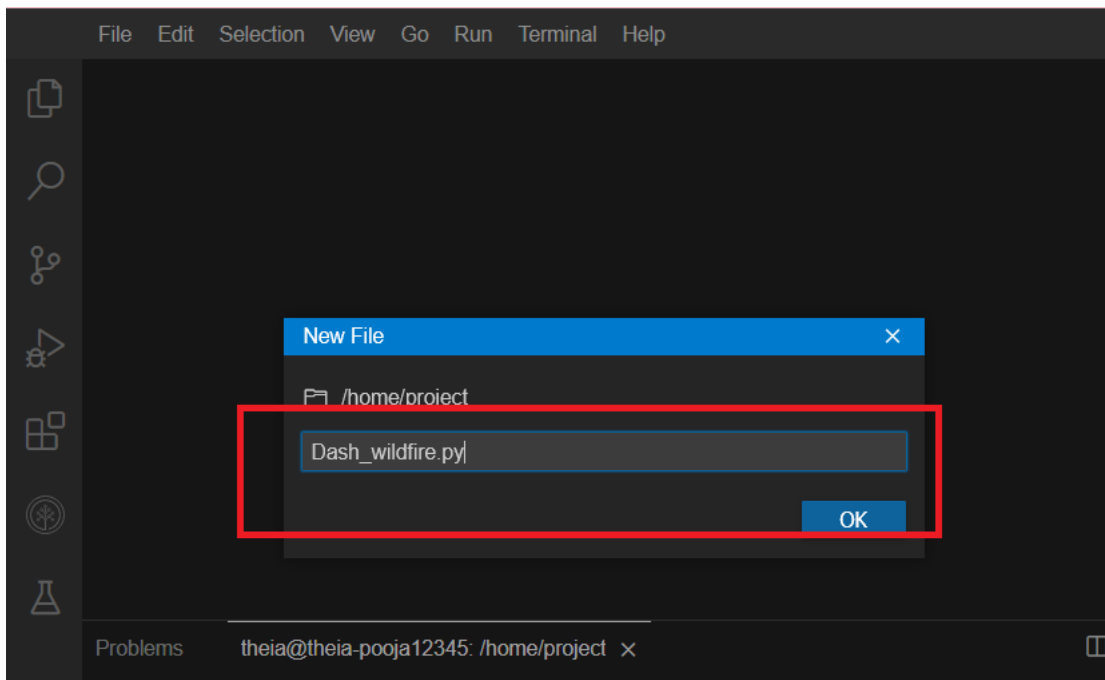 File Edit Selection View Go Run Terminal Help
New File
/home/project
Dash_wildfire.py
OK
Problems theia@theia-pooja12345: /home/project